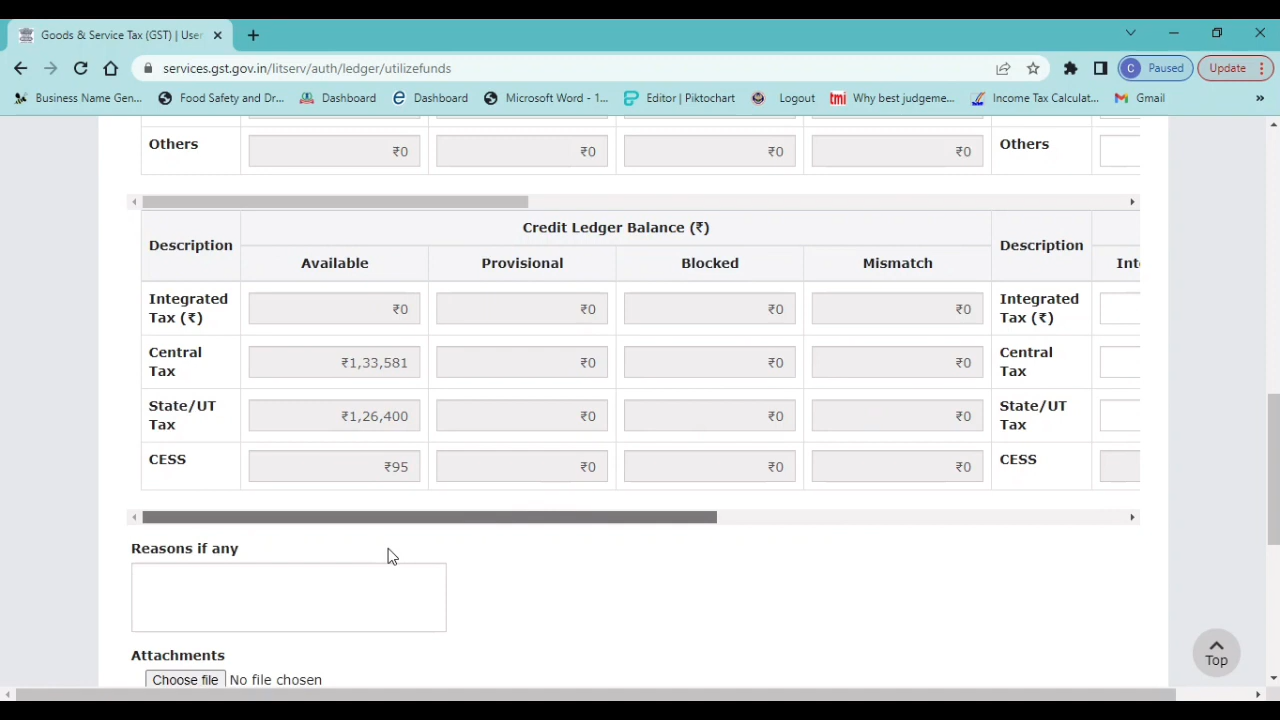 Goods & Service Tax (GST) | User
services.gst.gov.in/litserv/auth/ledger/utilizefunds
C Paused
Update
Business Name Gen...
Food Safety and Dr...
Dashboard
Dashboard
Microsoft Word - 1...
Editor | Piktochart
Logout
tmi Why best judgeme...
Income Tax Calculat...
Gmail
»
Others ₹0 ₹0 ₹0 ₹0 Others
Description Credit Ledger Balance (₹) Description
Available Provisional Blocked Mismatch Int
Integrated Tax (₹) ₹0 ₹0 ₹0 ₹0 Integrated Tax (₹)
Central Tax ₹1,33,581 ₹0 ₹0 ₹0 Central Tax
State/UT Tax ₹1,26,400 ₹0 ₹0 ₹0 State/UT Tax
CESS ₹95 ₹0 ₹0 ₹0 CESS
Reasons if any
Attachments
Choose file No file chosen
Top